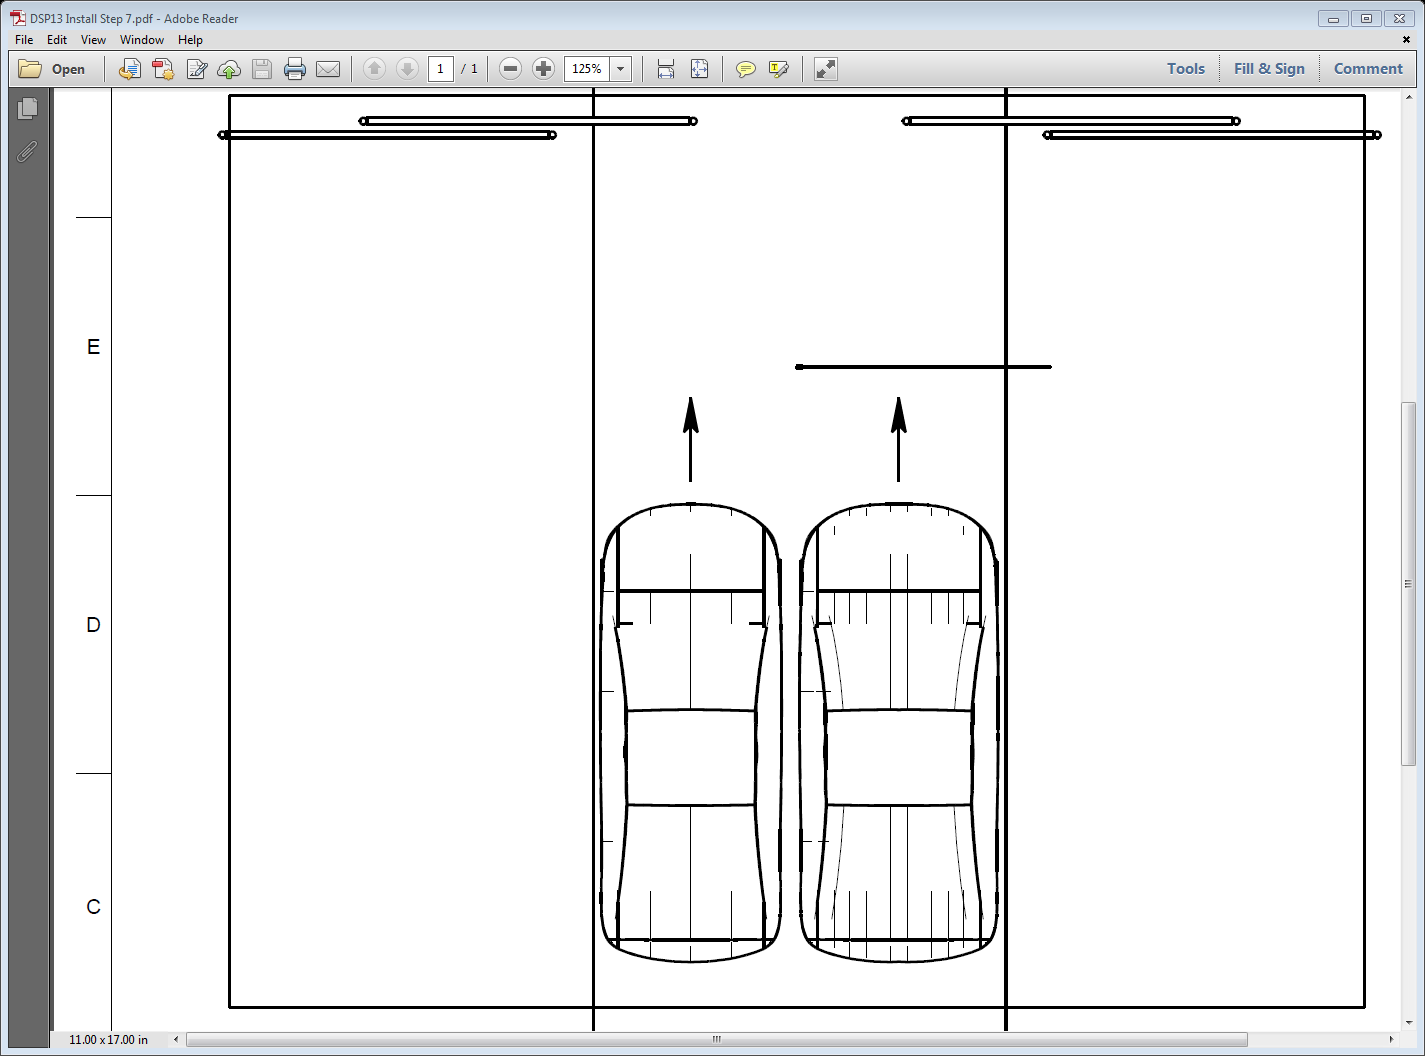 DSP13 Install Step 7.pdf - Adobe Reader
File Edit View Window Help
Open 1 / 1 125% Tools Fill & Sign Comment
E
D
C
11.00 x 17.00 in